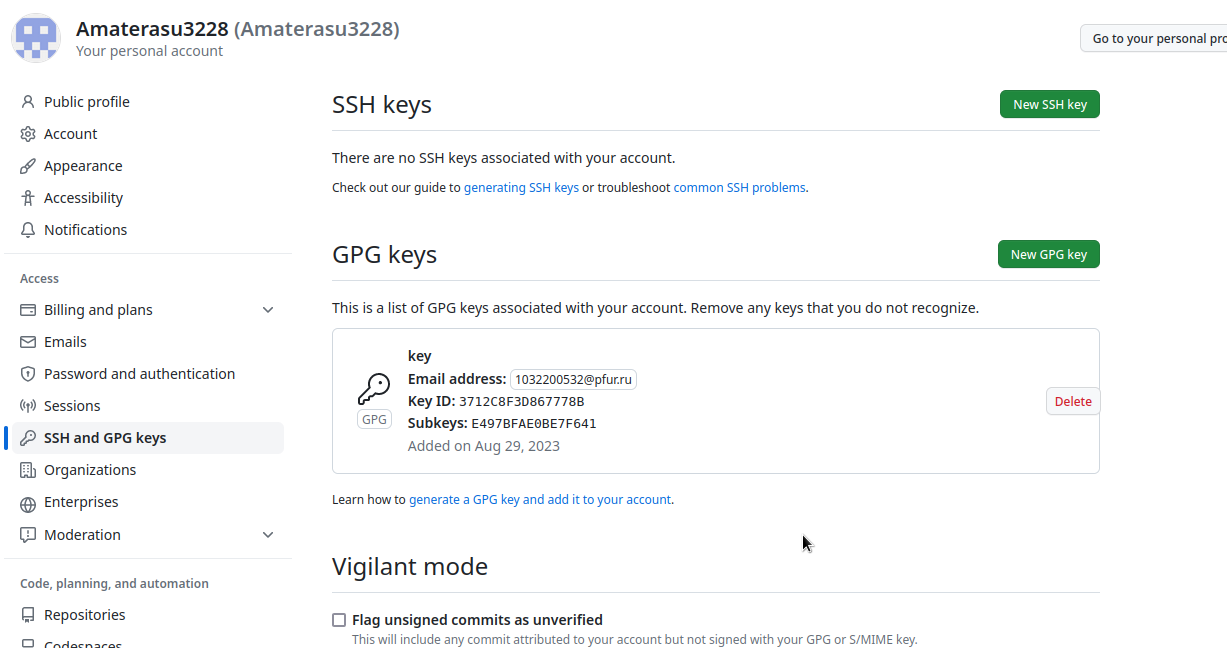 Amaterasu3228 (Amaterasu3228)
Your personal account
Go to your personal pro
Public profile
Account
Appearance
Accessibility
Notifications
Access
Billing and plans
Emails
Password and authentication
Sessions
SSH and GPG keys
Organizations
Enterprises
Moderation
Code, planning, and automation
Repositories
Codespaces
SSH keys
New SSH key
There are no SSH keys associated with your account.
Check out our guide to generating SSH keys or troubleshoot common SSH problems.
GPG keys
New GPG key
This is a list of GPG keys associated with your account. Remove any keys that you do not recognize.
GPG
key
Email address: 1032200532@pfur.ru
Key ID: 3712C8F3D867778B
Subkeys: E497BFAE0BE7F641
Added on Aug 29, 2023
Delete
Learn how to generate a GPG key and add it to your account.
Vigilant mode
Flag unsigned commits as unverified
This will include any commit attributed to your account but not signed with your GPG or S/MIME key.